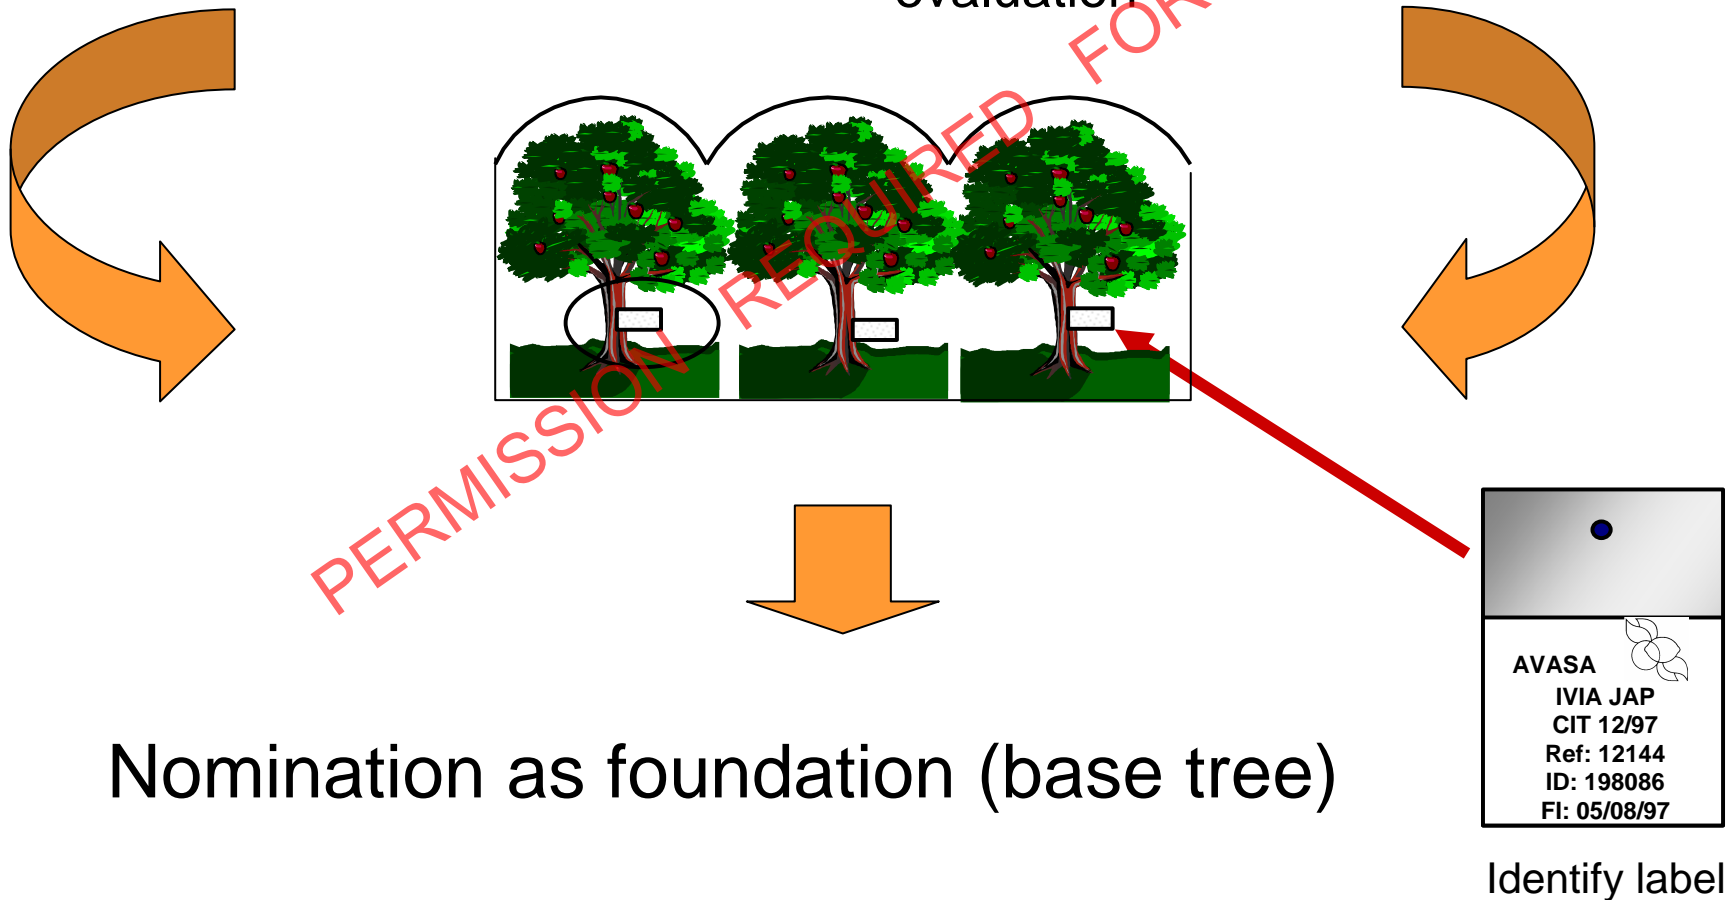 evaluation
PERMISSION REQUIRED FOR
AVASA
IVIA JAP
CIT 12/97
Ref: 12144
ID: 198086
FI: 05/08/97
Nomination as foundation (base tree)
Identify label